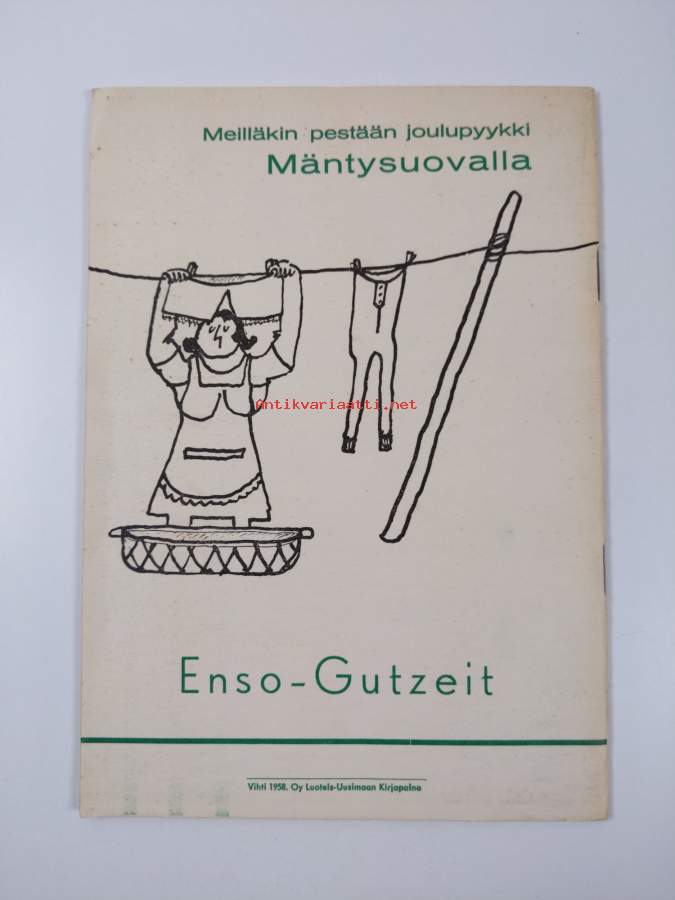 Meilläkin pestään joulupyykki
Mäntysuovalla
Antikvariaatti.net
Enso-Gutzeit
Vihti 1958. Oy Luoteis-Uusimaan Kirjapaino